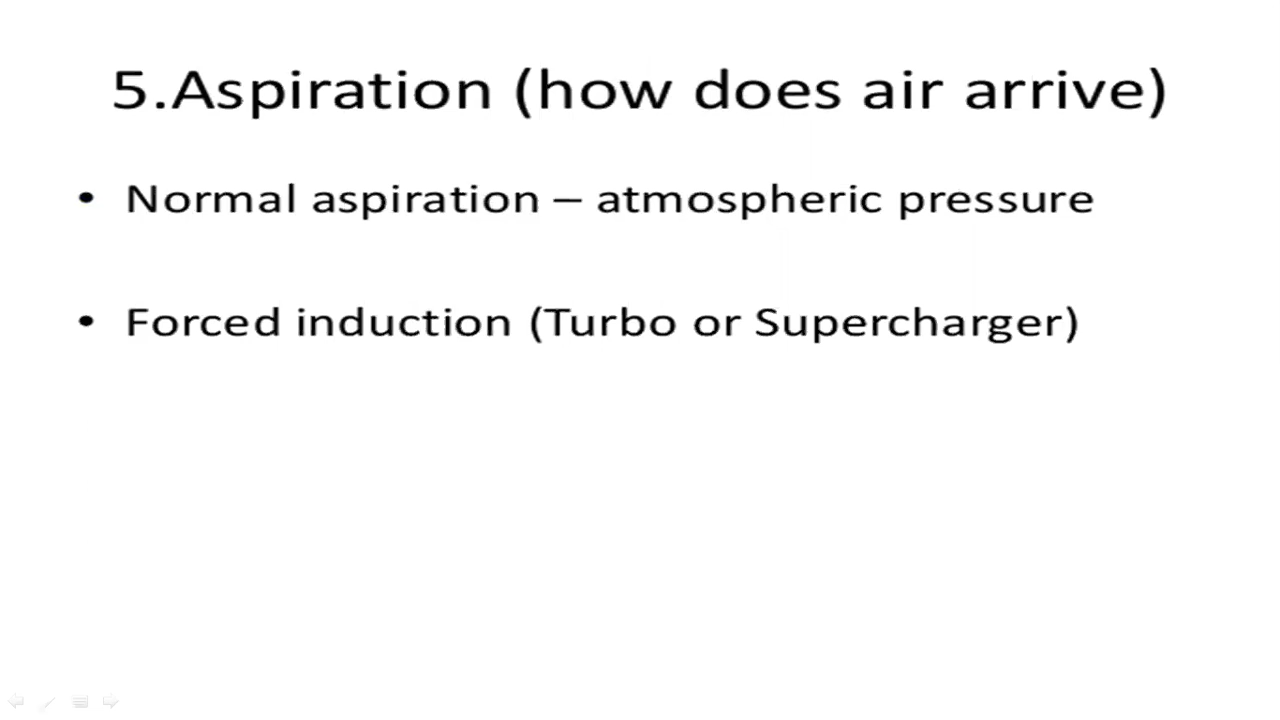 5.Aspiration (how does air arrive)
• Normal aspiration – atmospheric pressure
• Forced induction (Turbo or Supercharger)